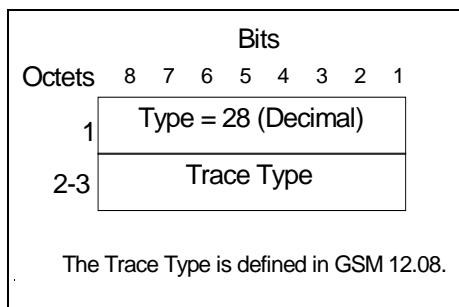 Bits
Octets 8 7 6 5 4 3 2 1
1 Type = 28 (Decimal)
2-3 Trace Type
The Trace Type is defined in GSM 12.08.